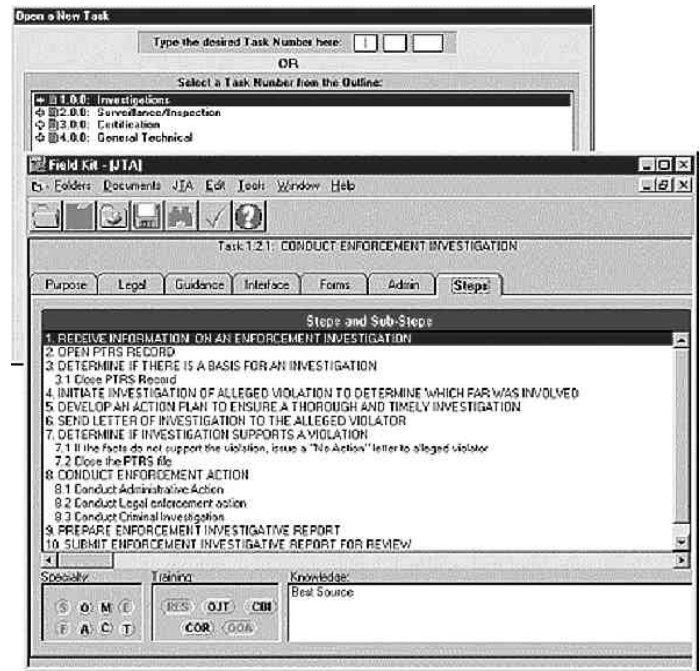 Open a New Task
Type the desired Task Number here:
OR
Select a Task Number from the Outline:
1.0.0: Investigations
2.0.0: Surveillance/Inspection
3.0.0: Certification
4.0.0: General Technical
Field Kit - [JTA]
Folders Documents JTA Edit Tools Window Help
Task 1.2.1: CONDUCT ENFORCEMENT INVESTIGATION
Purpose Legal Guidance Interface Forms Admin Steps
Steps and Sub-Steps
1. RECEIVE INFORMATION ON AN ENFORCEMENT INVESTIGATION
2. OPEN PTRS RECORD
3. DETERMINE IF THERE IS A BASIS FOR AN INVESTIGATION
3.1 Close PTRS Record
4. INITIATE INVESTIGATION OF ALLEGED VIOLATION TO DETERMINE WHICH FAR WAS INVOLVED
5. DEVELOP AN ACTION PLAN TO ENSURE A THOROUGH AND TIMELY INVESTIGATION
6. SEND LETTER OF INVESTIGATION TO THE ALLEGED VIOLATOR
7. DETERMINE IF INVESTIGATION SUPPORTS A VIOLATION
7.1 If the facts do not support the violation, issue a "No Action" letter to alleged violator
7.2 Close the PTRS file
8. CONDUCT ENFORCEMENT ACTION
8.1 Conduct Administrative Action
8.2 Conduct Legal enforcement action
8.3 Conduct Criminal Investigation
9. PREPARE ENFORCEMENT INVESTIGATIVE REPORT
10. SUBMIT ENFORCEMENT INVESTIGATIVE REPORT FOR REVIEW
Specialty: Training: Knowledge:
S O M E RES OJT CBI Best Source
F A C T COR OOA